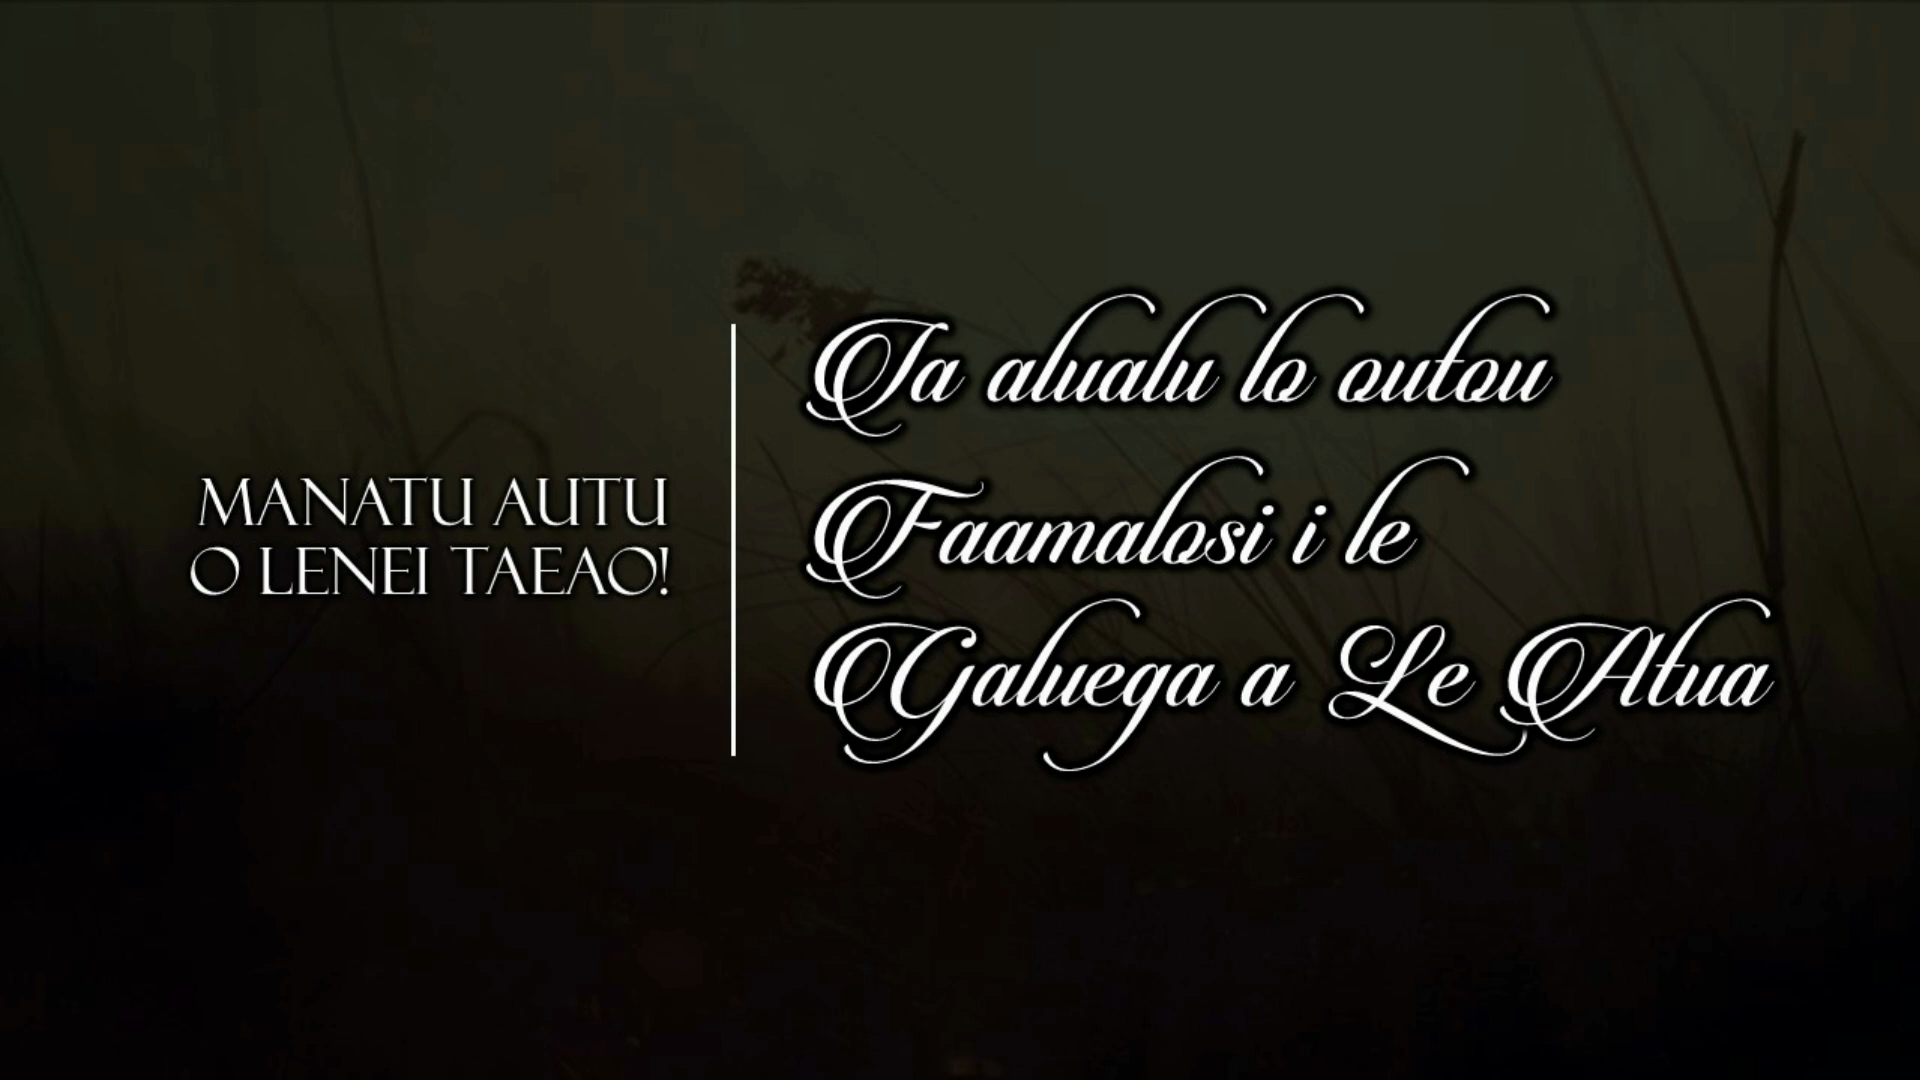 MANATU AUTU
O LENEI TAEAO!
Ia alualu lo outou
Faamalosi i le
Galuega a Le Atua